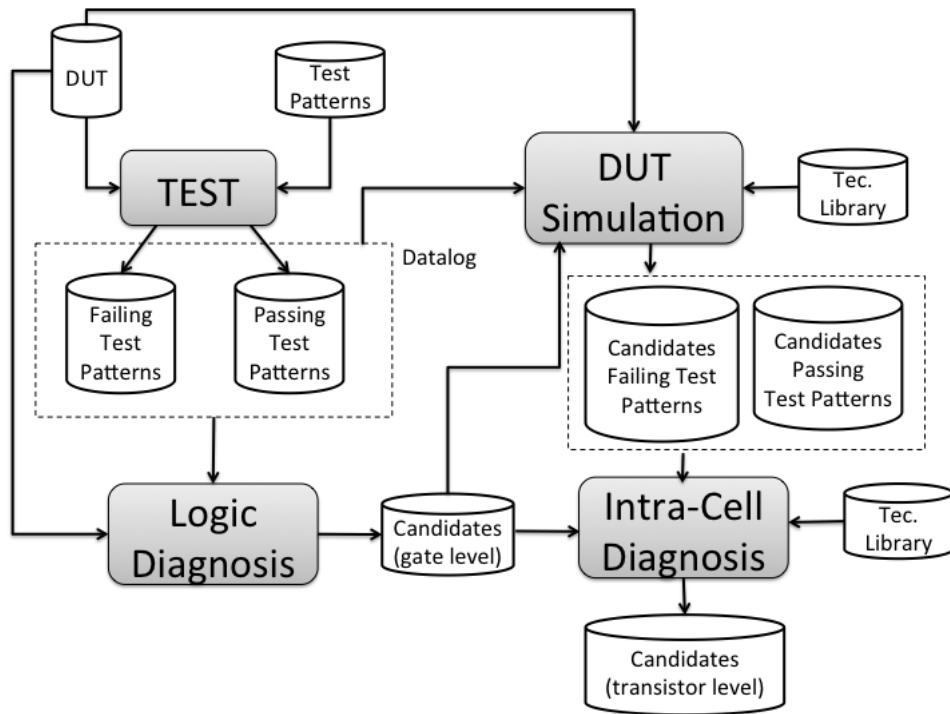 DUT
Test
Patterns
TEST
DUT
Simulation
Tec.
Library
Datalog
Failing
Test
Patterns
Passing
Test
Patterns
Candidates
Failing Test
Patterns
Candidates
Passing
Test Patterns
Logic
Diagnosis
Candidates
(gate level)
Intra-Cell
Diagnosis
Tec.
Library
Candidates
(transistor level)